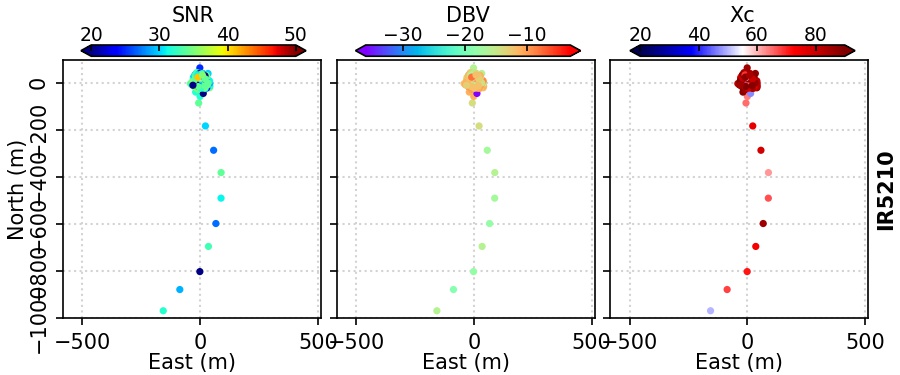 SNR
20 30 40 50
DBV
−30 −20 −10
Xc
20 40 60 80
North (m)
0
−200
−400
−600
−800
−1000
−500 0 500
East (m)
−500 0 500
East (m)
−500 0 500
East (m)
IR5210